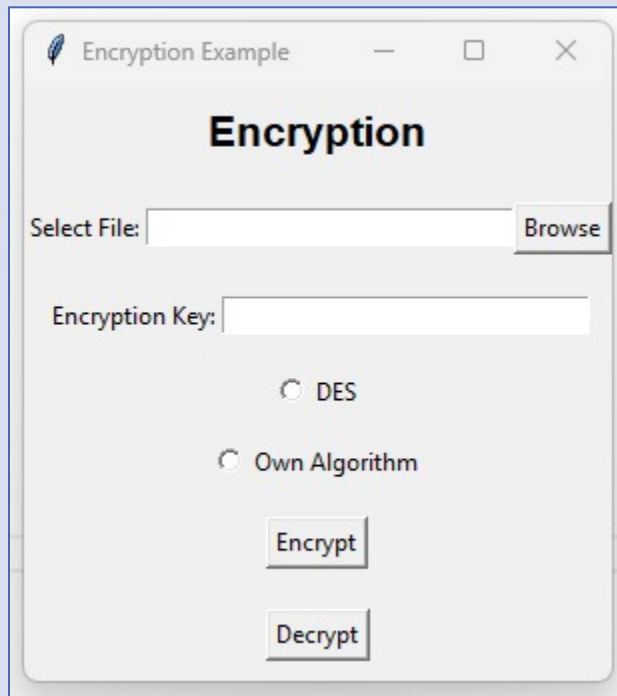 Encryption Example
Encryption
Select File: Browse
Encryption Key:
DES
Own Algorithm
Encrypt
Decrypt